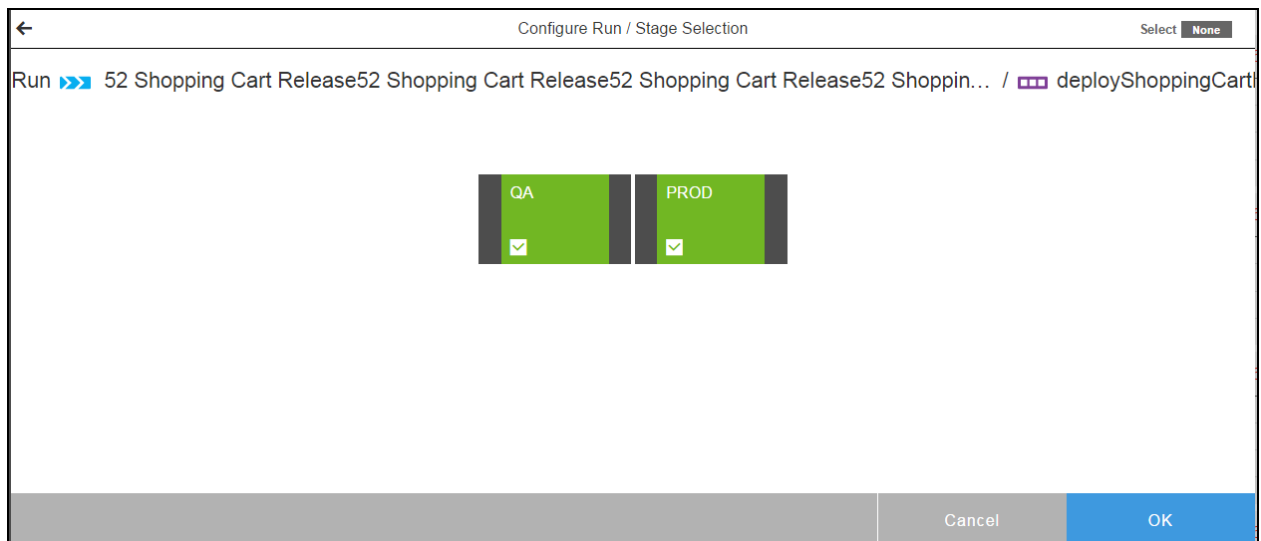 Configure Run / Stage Selection
Select None
Run 52 Shopping Cart Release52 Shopping Cart Release52 Shopping Cart Release52 Shoppin... / deployShoppingCart
QA
PROD
Cancel
OK